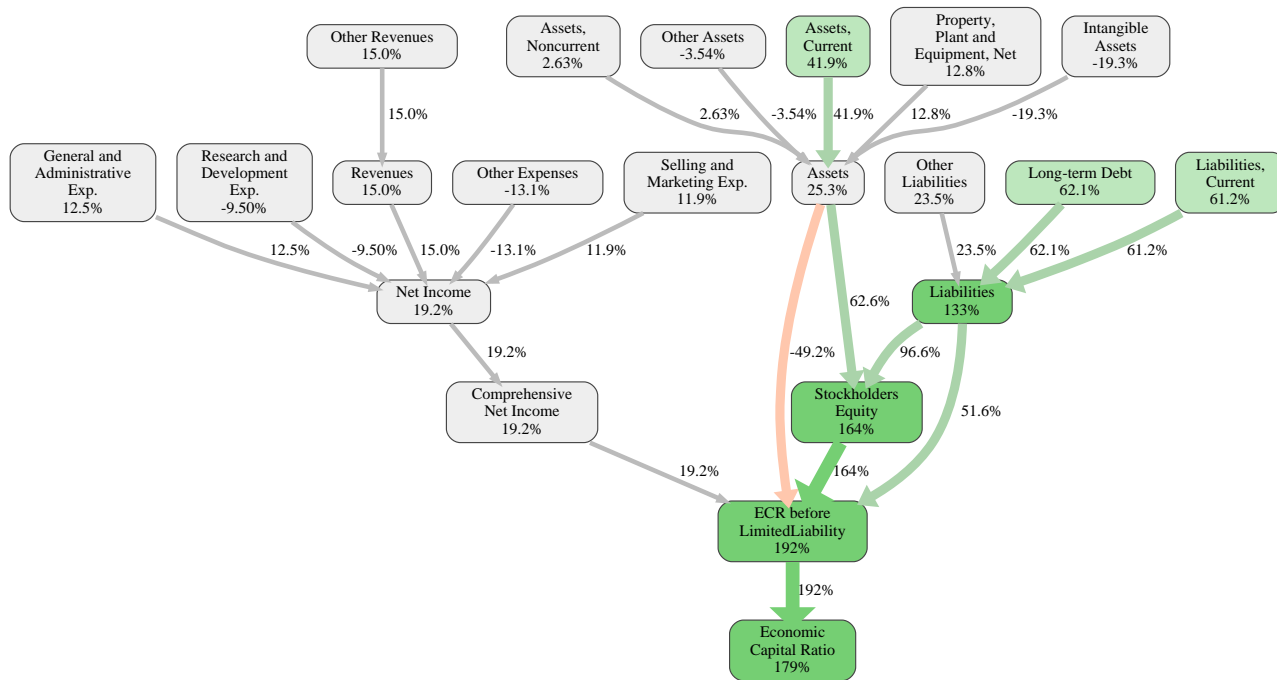 Other Revenues
15.0%
Assets,
Noncurrent
2.63%
Other Assets
-3.54%
Assets,
Current
41.9%
Property,
Plant and
Equipment, Net
12.8%
Intangible
Assets
-19.3%
15.0%
2.63%
-3.54%
41.9%
12.8%
-19.3%
General and
Administrative
Exp.
12.5%
Research and
Development
Exp.
-9.50%
Revenues
15.0%
Other Expenses
-13.1%
Selling and
Marketing Exp.
11.9%
Assets
25.3%
Other
Liabilities
23.5%
Long-term Debt
62.1%
Liabilities,
Current
61.2%
12.5%
-9.50%
15.0%
-13.1%
11.9%
23.5%
62.1%
61.2%
Net Income
19.2%
Liabilities
133%
62.6%
19.2%
-49.2%
96.6%
51.6%
Comprehensive
Net Income
19.2%
Stockholders
Equity
164%
19.2%
164%
ECR before
LimitedLiability
192%
192%
Economic
Capital Ratio
179%